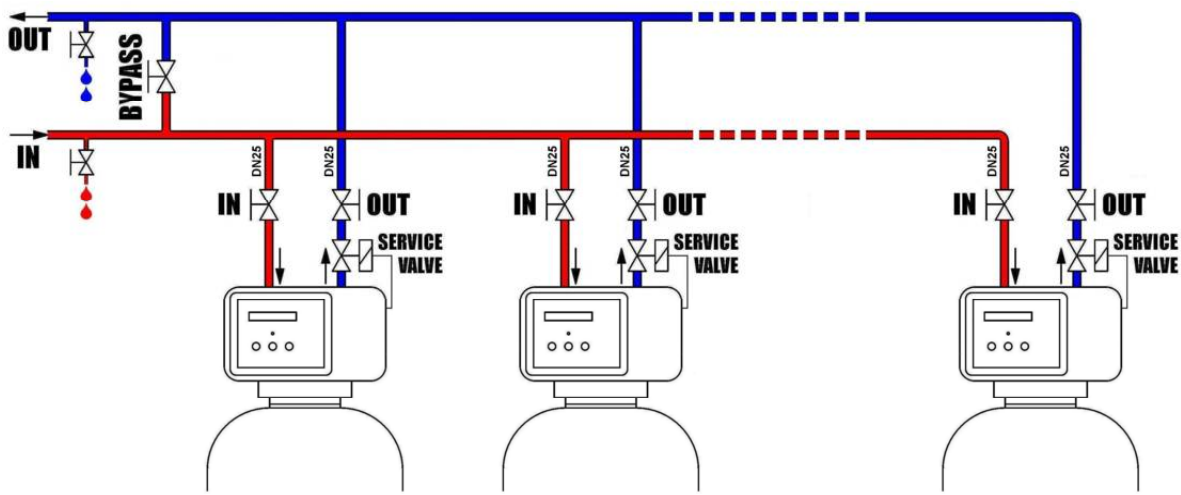 OUT
BYPASS
IN
DN25
DN25
DN25
DN25
DN25
DN25
IN
OUT
IN
OUT
IN
OUT
SERVICE
VALVE
SERVICE
VALVE
SERVICE
VALVE